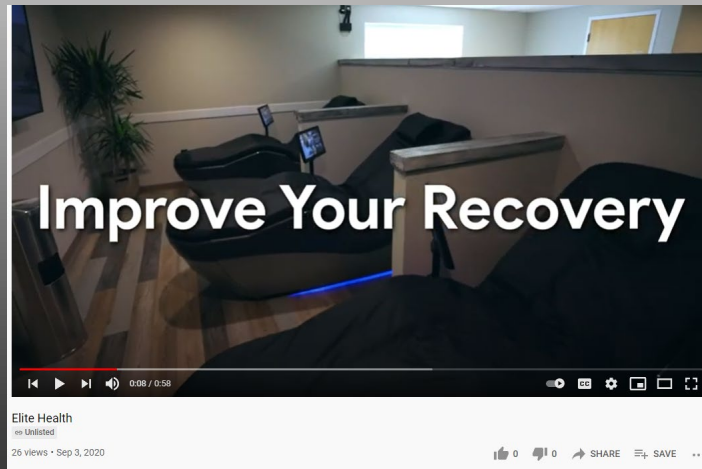 Improve Your Recovery
0:08 / 0:58
CC
Elite Health
Unlisted
26 views • Sep 3, 2020
0
0
SHARE
SAVE